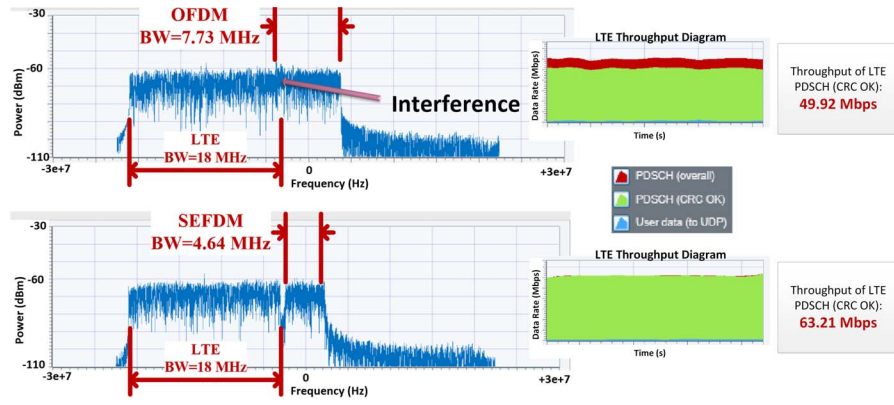 -30
OFDM
BW=7.73 MHz
Power (dBm)
-60
Interference
LTE
BW=18 MHz
-110
-3e+7
0
+3e+7
Frequency (Hz)
LTE Throughput Diagram
Data Rate (Mbps)
Time (s)
Throughput of LTE
PDSCH (CRC OK):
49.92 Mbps
PDSCH (overall)
PDSCH (CRC OK)
User data (to UDP)
-30
SEFDM
BW=4.64 MHz
Power (dBm)
-60
LTE
BW=18 MHz
-110
-3e+7
0
+3e+7
Frequency (Hz)
LTE Throughput Diagram
Data Rate (Mbps)
Time (s)
Throughput of LTE
PDSCH (CRC OK):
63.21 Mbps